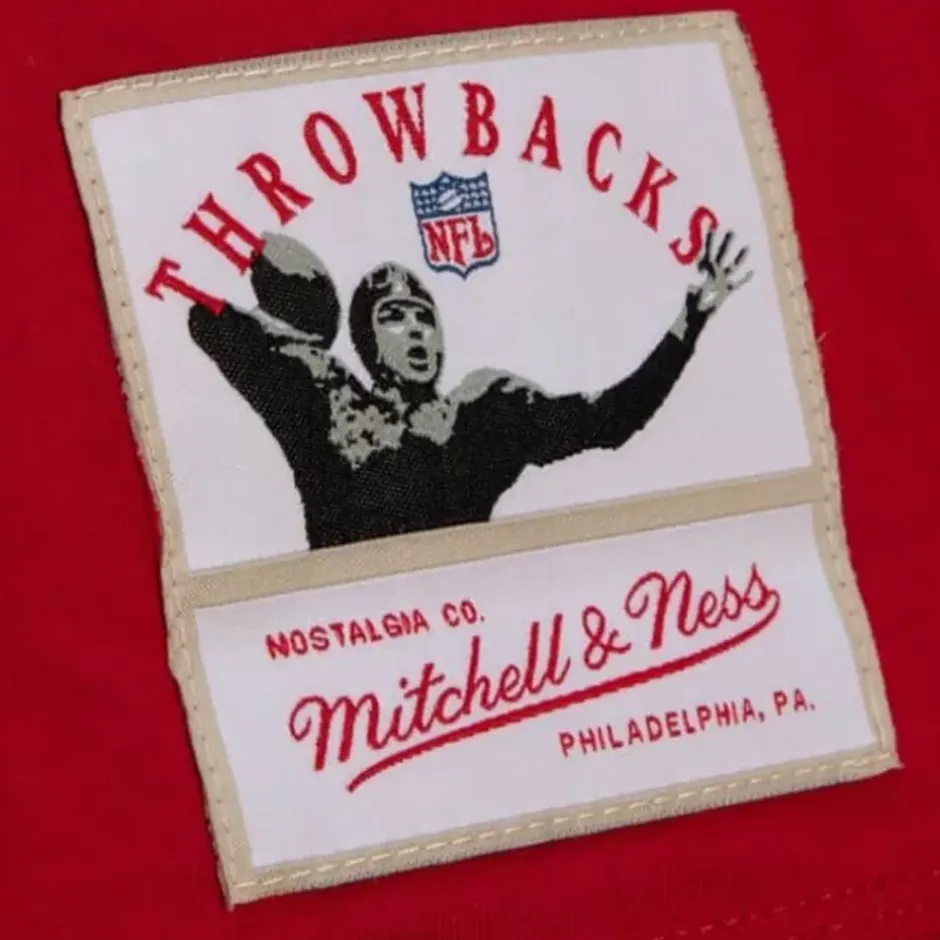 THROWBACKS
NFL
NOSTALGIA CO.
Mitchell & Ness
PHILADELPHIA, PA.